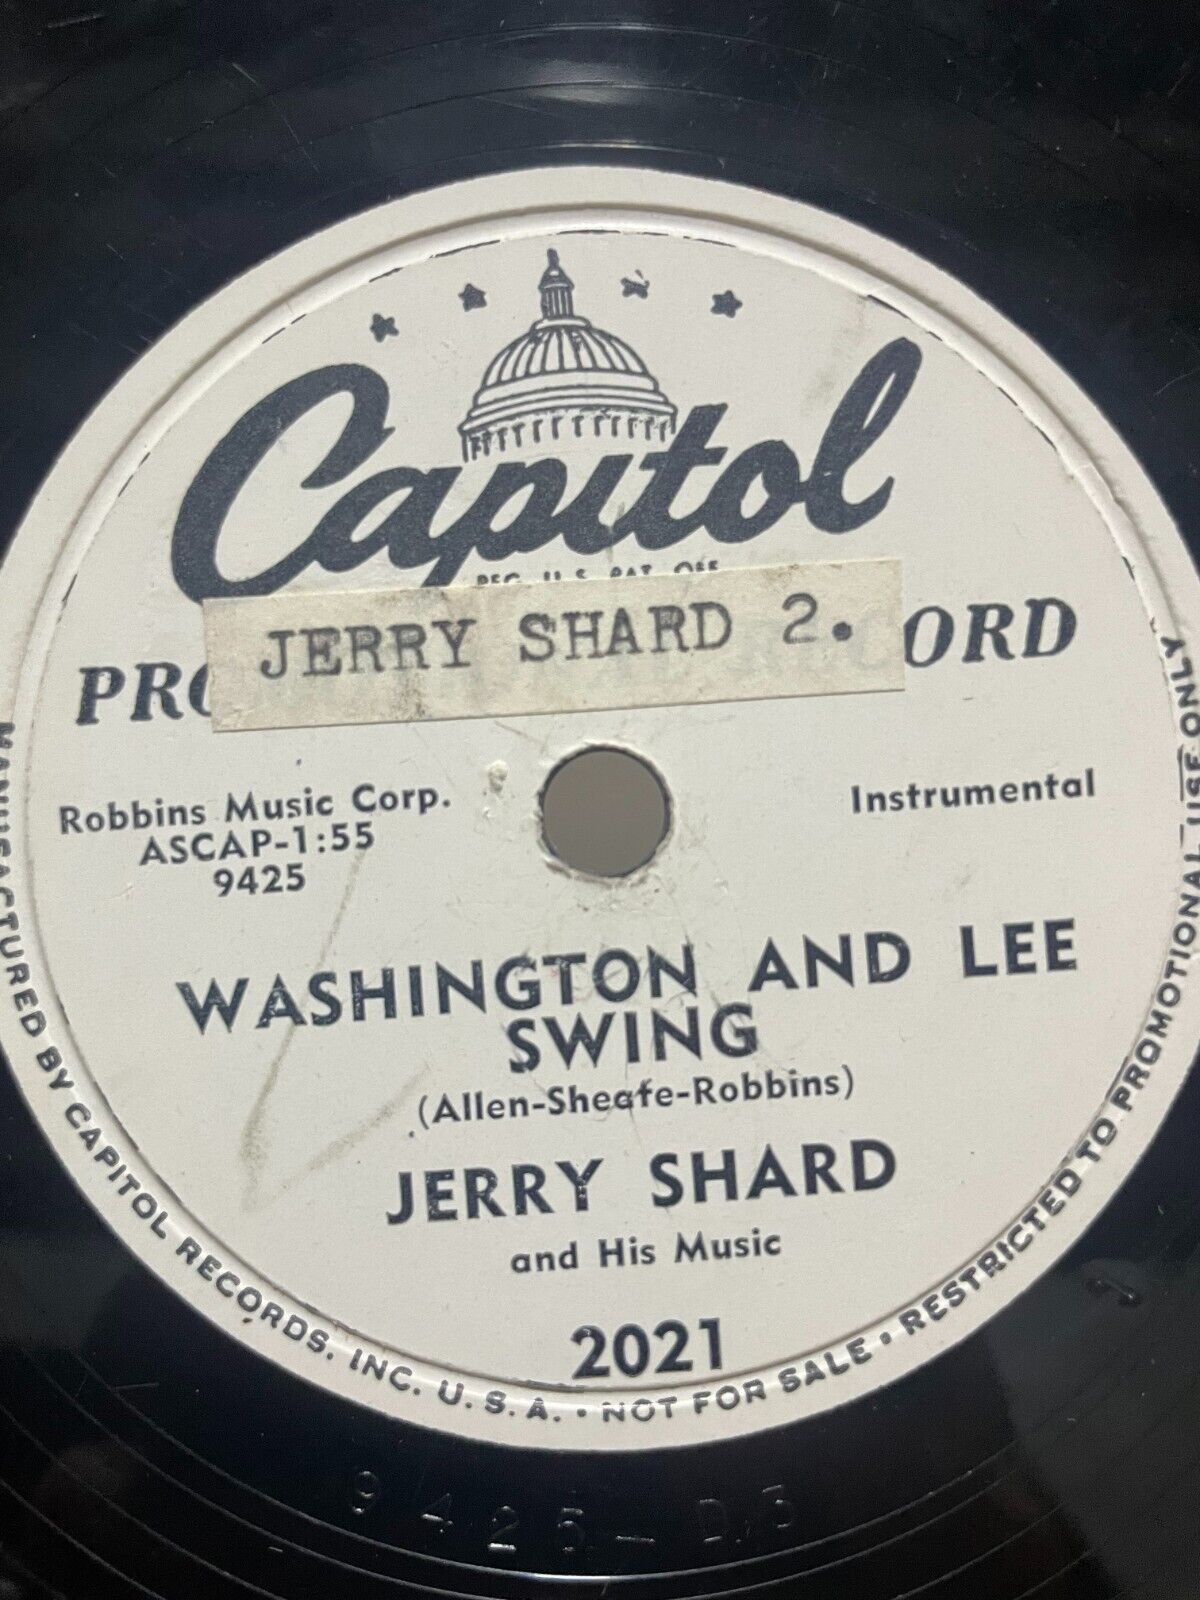 Capitol
REG. U.S. PAT. OFF.
JERRY SHARD 2.
PRO ORD
Robbins Music Corp.
ASCAP-1:55
9425
Instrumental
WASHINGTON AND LEE
SWING
(Allen-Sheafe-Robbins)
JERRY SHARD
and His Music
2021
MANUFACTURED BY CAPITOL RECORDS, INC. U.S.A. • NOT FOR SALE • RESTRICTED TO PROMOTIONAL USE ONLY
9425-D3